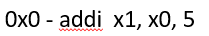 0x0 - addi  x1, x0, 5